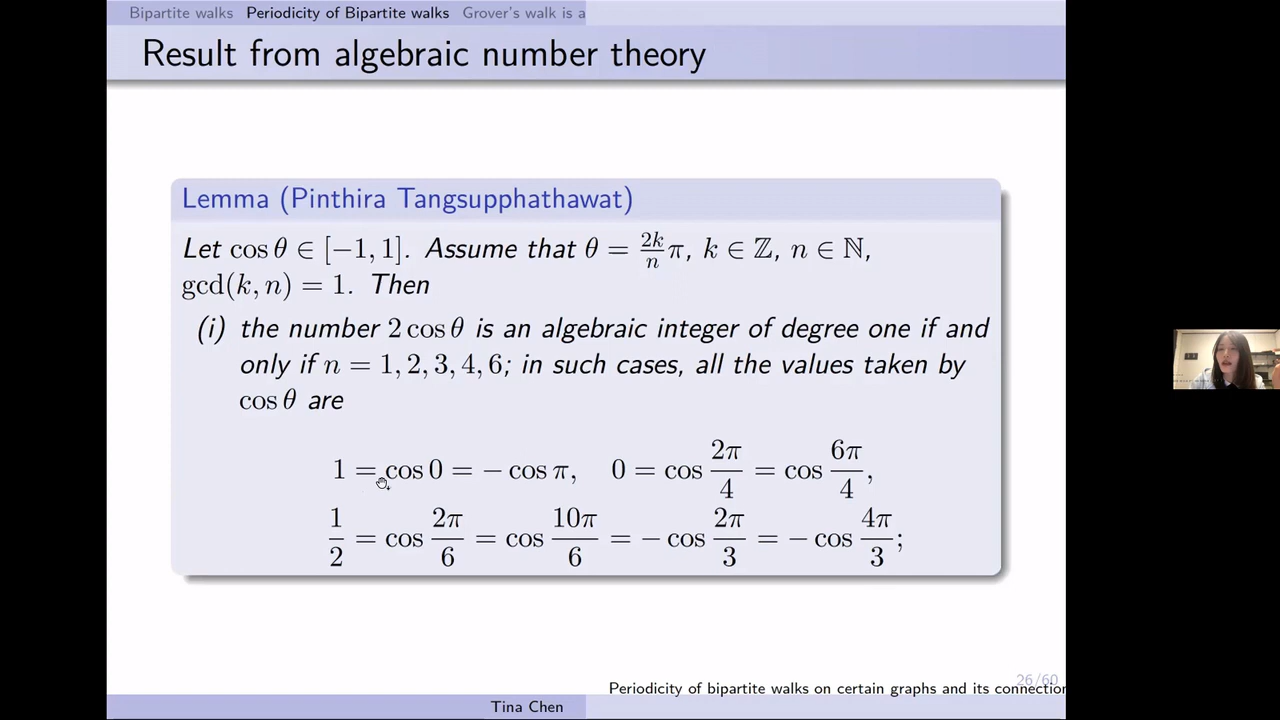 Bipartite walks Periodicity of Bipartite walks Grover's walk is a
Result from algebraic number theory
Lemma (Pinthira Tangsupphathawat)
Let cos θ ∈ [−1, 1]. Assume that θ = 2k/n π, k ∈ ℤ, n ∈ ℕ,
gcd(k, n) = 1. Then
(i) the number 2 cos θ is an algebraic integer of degree one if and
only if n = 1, 2, 3, 4, 6; in such cases, all the values taken by
cos θ are
1 = cos 0 = − cos π, 0 = cos 2π/4 = cos 6π/4,
1/2 = cos 2π/6 = cos 10π/6 = − cos 2π/3 = − cos 4π/3;
26/60
Periodicity of bipartite walks on certain graphs and its connection
Tina Chen